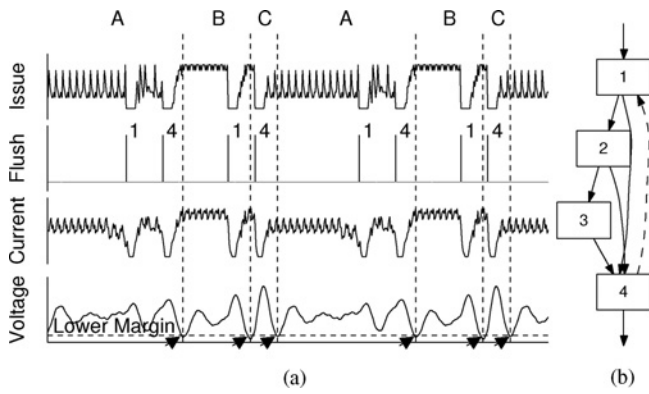 A B C A B C
Issue
Flush
1 4 1 4 1 4 1 4
Current
Voltage
Lower Margin
(a)
1
2
3
4
(b)